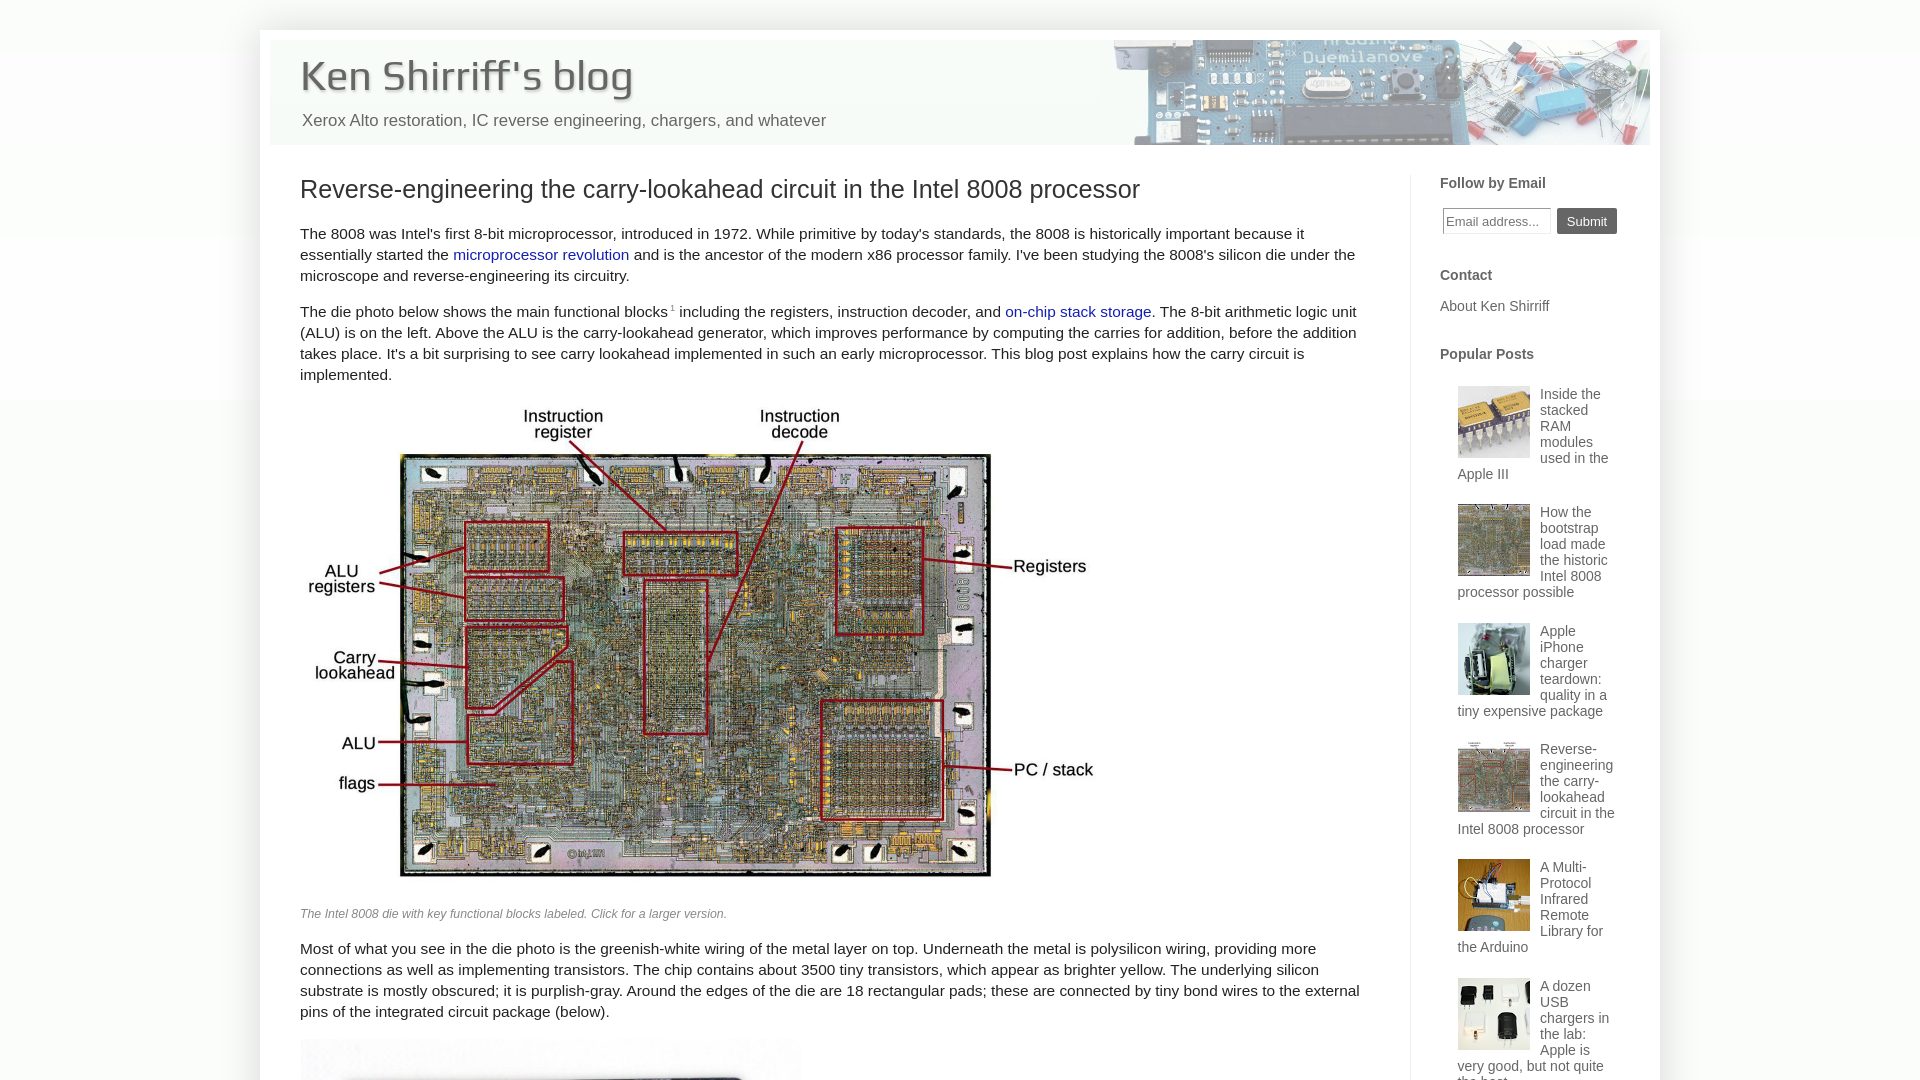 Ken Shirriff's blog
Xerox Alto restoration, IC reverse engineering, chargers, and whatever
Duemilanove
Reverse-engineering the carry-lookahead circuit in the Intel 8008 processor
The 8008 was Intel's first 8-bit microprocessor, introduced in 1972. While primitive by today's standards, the 8008 is historically important because it
essentially started the microprocessor revolution and is the ancestor of the modern x86 processor family. I've been studying the 8008's silicon die under the
microscope and reverse-engineering its circuitry.
The die photo below shows the main functional blocks 1 including the registers, instruction decoder, and on-chip stack storage. The 8-bit arithmetic logic unit
(ALU) is on the left. Above the ALU is the carry-lookahead generator, which improves performance by computing the carries for addition, before the addition
takes place. It's a bit surprising to see carry lookahead implemented in such an early microprocessor. This blog post explains how the carry circuit is
implemented.
Instruction
register
Instruction
decode
ALU
registers
Carry
lookahead
ALU
flags
Registers
PC / stack
8008
The Intel 8008 die with key functional blocks labeled. Click for a larger version.
Most of what you see in the die photo is the greenish-white wiring of the metal layer on top. Underneath the metal is polysilicon wiring, providing more
connections as well as implementing transistors. The chip contains about 3500 tiny transistors, which appear as brighter yellow. The underlying silicon
substrate is mostly obscured; it is purplish-gray. Around the edges of the die are 18 rectangular pads; these are connected by tiny bond wires to the external
pins of the integrated circuit package (below).
Follow by Email
Email address...
Submit
Contact
About Ken Shirriff
Popular Posts
Inside the
stacked
RAM
modules
used in the
Apple III
How the
bootstrap
load made
the historic
Intel 8008
processor possible
Apple
iPhone
charger
teardown:
quality in a
tiny expensive package
Reverse-
engineering
the carry-
lookahead
circuit in the
Intel 8008 processor
A Multi-
Protocol
Infrared
Remote
Library for
the Arduino
A dozen
USB
chargers in
the lab:
Apple is
very good, but not quite